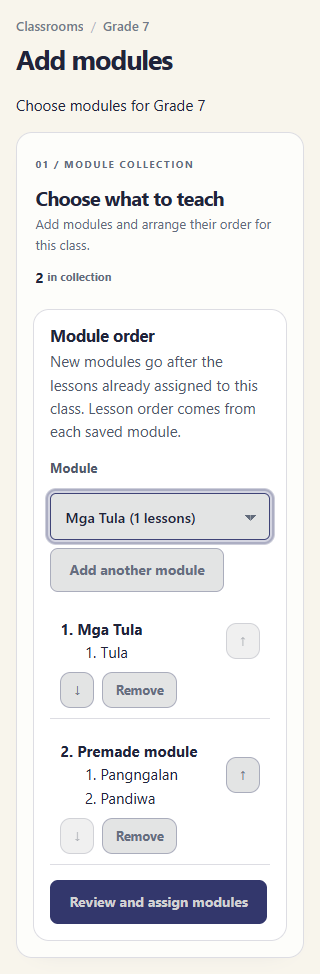 Classrooms / Grade 7
Add modules
Choose modules for Grade 7
01 / MODULE COLLECTION
Choose what to teach
Add modules and arrange their order for
this class.
2 in collection
Module order
New modules go after the
lessons already assigned to this
class. Lesson order comes from
each saved module.
Module
Mga Tula (1 lessons)
Add another module
1. Mga Tula
1. Tula
↑
↓ Remove
2. Premade module
1. Pangngalan
2. Pandiwa
↑
↓ Remove
Review and assign modules